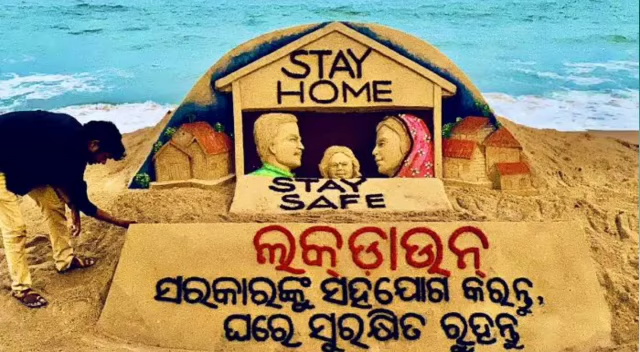 STAY
HOME
STAY
SAFE
ଲକ୍‌ଡ଼ାଉନ୍
ସରକାରଙ୍କୁ ସହଯୋଗ କରନ୍ତୁ,
ଘରେ ସୁରକ୍ଷିତ ରୁହନ୍ତୁ